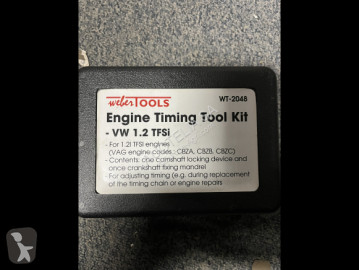 weber TOOLS
WT-2048
Engine Timing Tool Kit
- VW 1.2 TFSi
- For 1.2l TFSI engines
(VAG engine codes: CBZA, CBZB, CBZC)
- Contents: one camshaft locking device and
once crankshaft fixing mandrel
- For adjusting timing (e.g. during replacement
of the timing chain or engine repairs